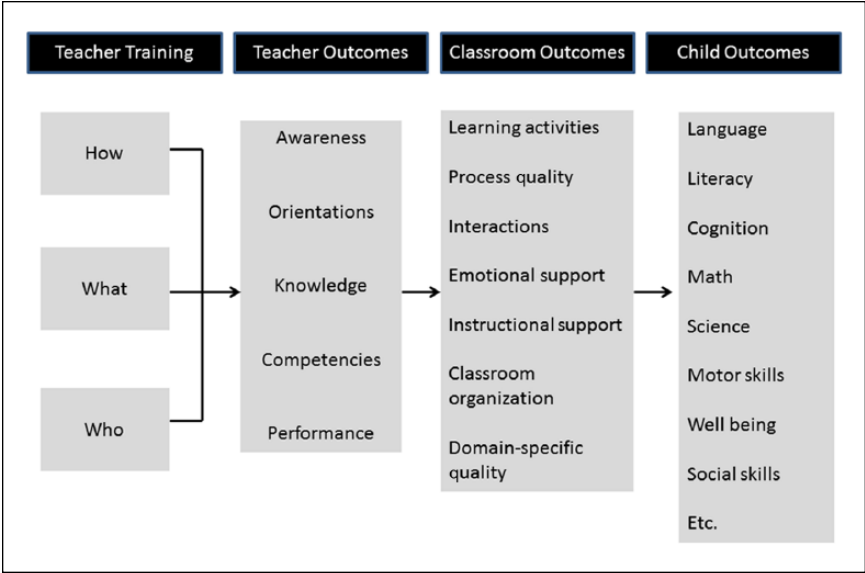 Teacher Training
Teacher Outcomes
Classroom Outcomes
Child Outcomes
How
What
Who
Awareness
Orientations
Knowledge
Competencies
Performance
Learning activities
Process quality
Interactions
Emotional support
Instructional support
Classroom
organization
Domain-specific
quality
Language
Literacy
Cognition
Math
Science
Motor skills
Well being
Social skills
Etc.